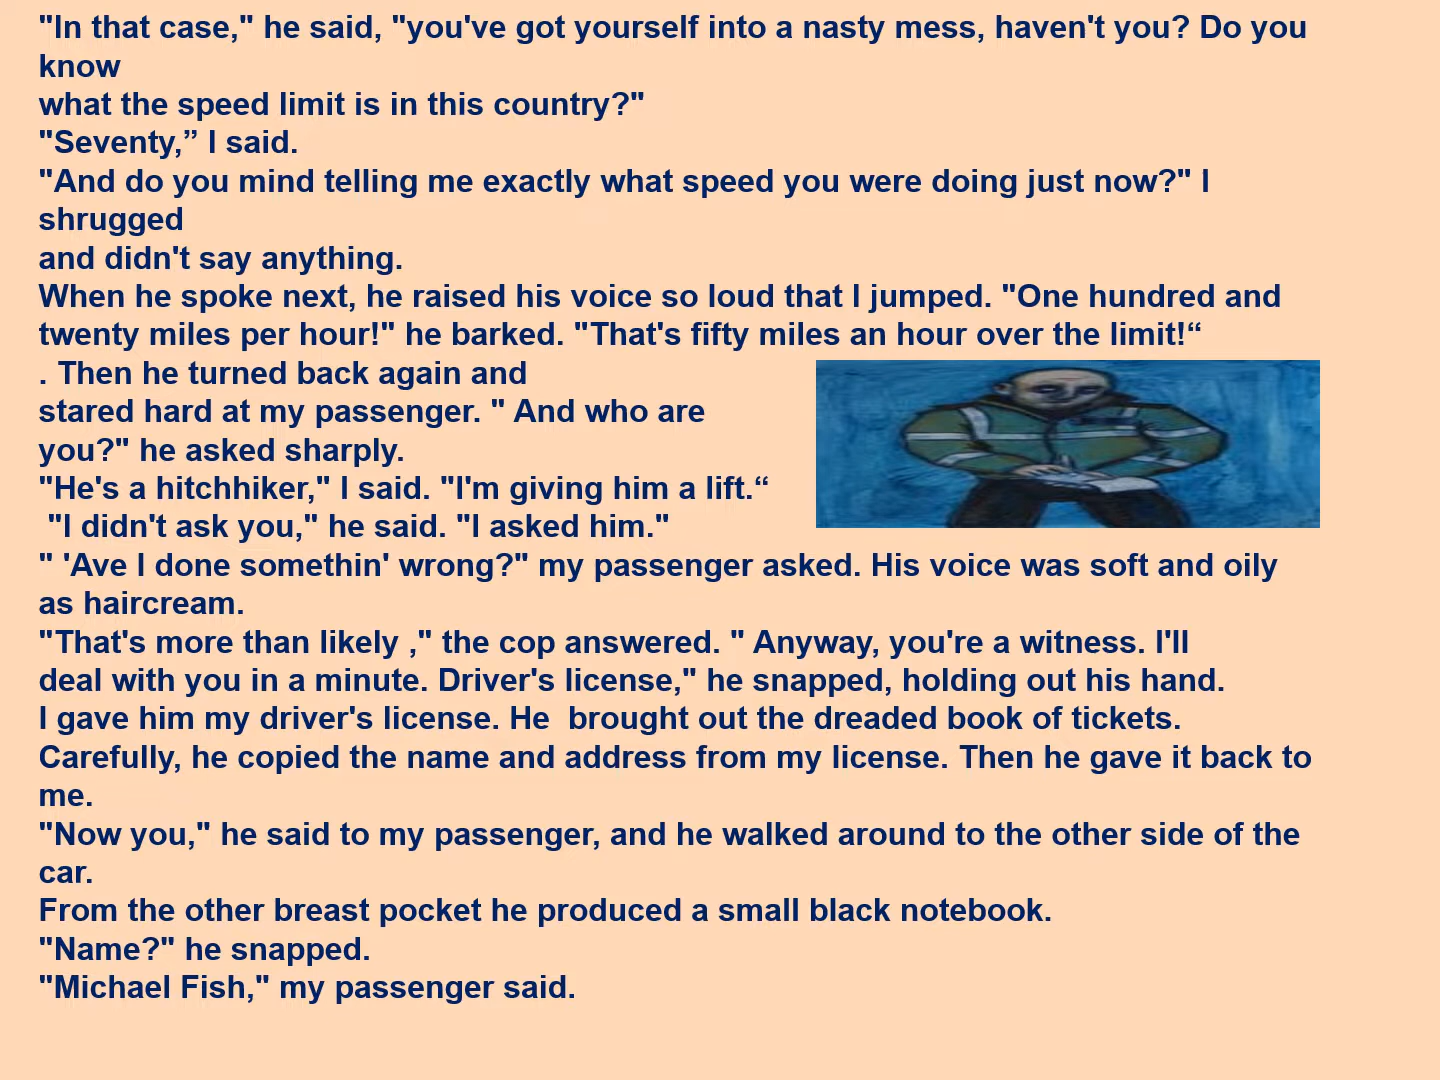 "In that case," he said, "you've got yourself into a nasty mess, haven't you? Do you
know
what the speed limit is in this country?"
"Seventy,” I said.
"And do you mind telling me exactly what speed you were doing just now?" I
shrugged
and didn't say anything.
When he spoke next, he raised his voice so loud that I jumped. "One hundred and
twenty miles per hour!" he barked. "That's fifty miles an hour over the limit!“
. Then he turned back again and
stared hard at my passenger. " And who are
you?" he asked sharply.
"He's a hitchhiker," I said. "I'm giving him a lift.“
"I didn't ask you," he said. "I asked him."
" 'Ave I done somethin' wrong?" my passenger asked. His voice was soft and oily
as haircream.
"That's more than likely ," the cop answered. " Anyway, you're a witness. I'll
deal with you in a minute. Driver's license," he snapped, holding out his hand.
I gave him my driver's license. He  brought out the dreaded book of tickets.
Carefully, he copied the name and address from my license. Then he gave it back to
me.
"Now you," he said to my passenger, and he walked around to the other side of the
car.
From the other breast pocket he produced a small black notebook.
"Name?" he snapped.
"Michael Fish," my passenger said.